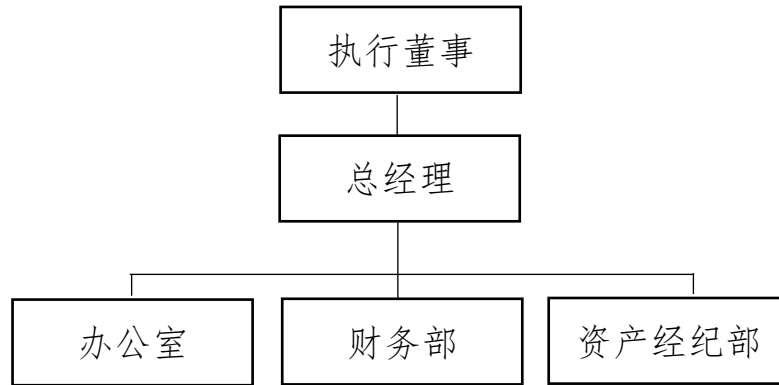 执行董事
总经理
办公室
财务部
资产经纪部